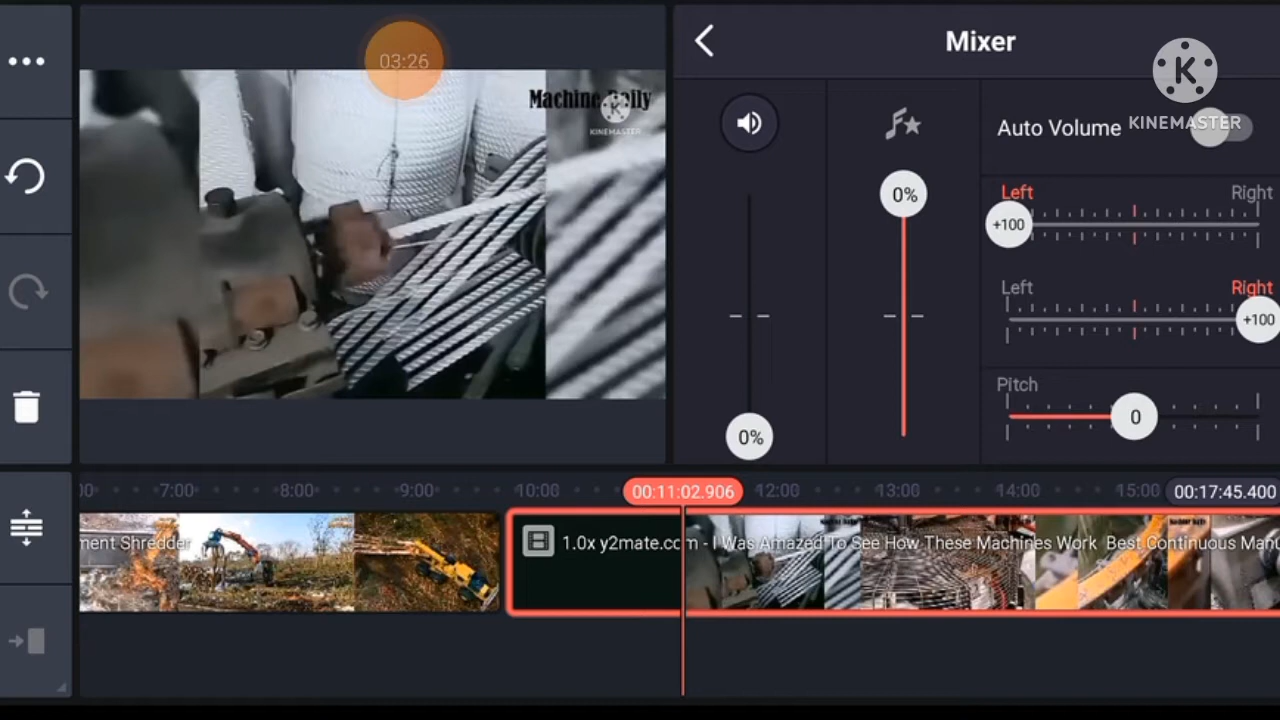 03:26
Machine Daily
K
KINEMASTER
Mixer
K
KINEMASTER
Auto Volume
0%
0%
Left Right
+100
Left Right
+100
Pitch
0
7:00 8:00 9:00 10:00 00:11:02.906 12:00 13:00 14:00 15:00 00:17:45.400
ment Shredder
1.0x y2mate.com - I Was Amazed To See How These Machines Work Best Continuous Manu